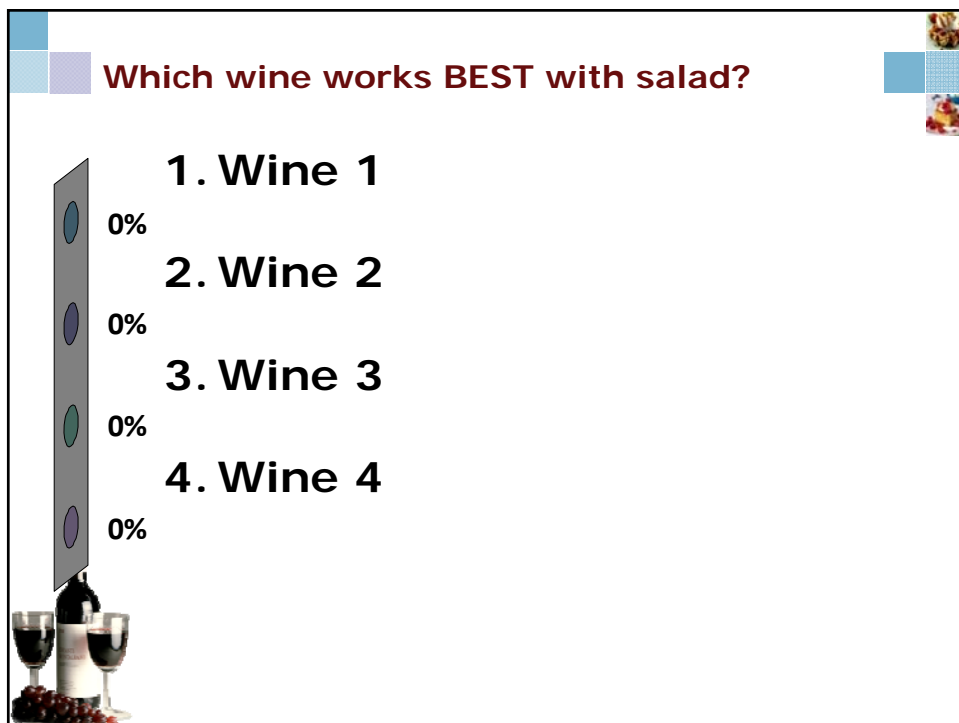 Which wine works BEST with salad?
1. Wine 1
0%
2. Wine 2
0%
3. Wine 3
0%
4. Wine 4
0%